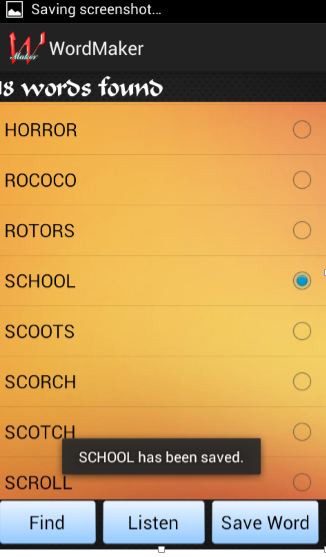 Saving screenshot...
W Maker WordMaker
18 words found
HORROR
ROCOCO
ROTORS
SCHOOL
SCOOTS
SCORCH
SCOTCH
SCHOOL has been saved.
SCROLL
Find Listen Save Word